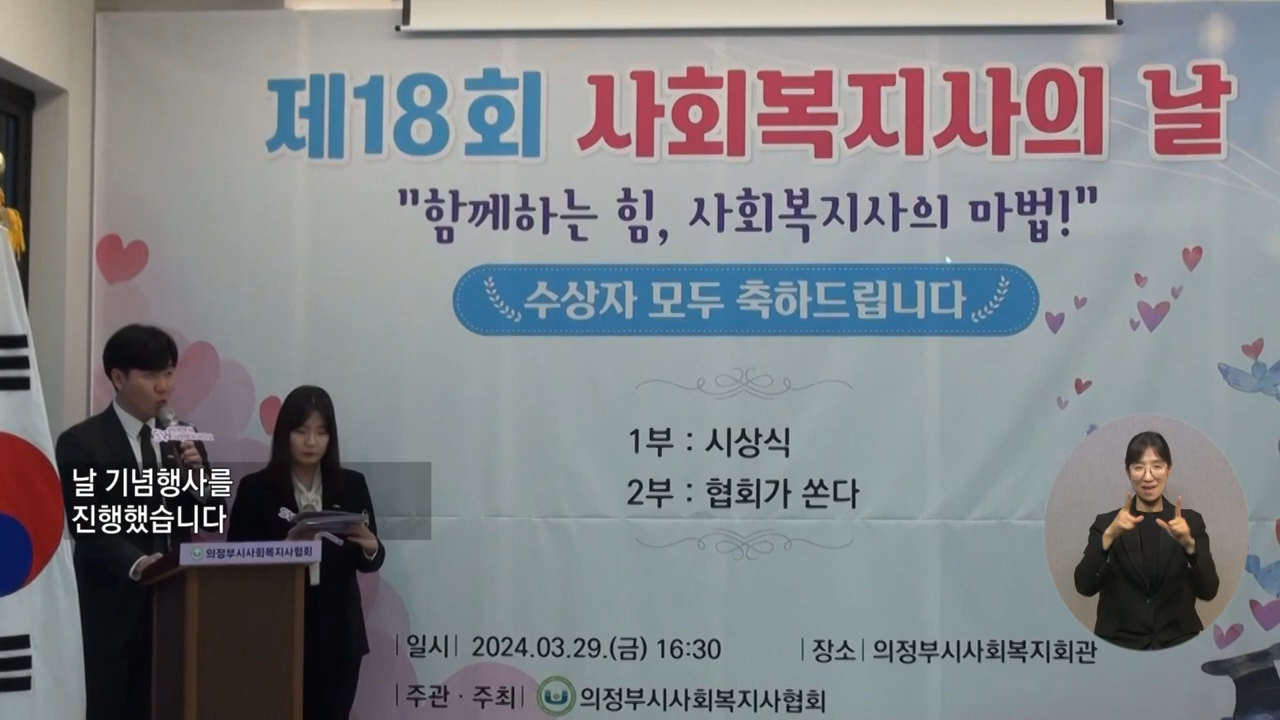 제18회 사회복지사의 날
"함께하는 힘, 사회복지사의 마법!"
수상자 모두 축하드립니다
1부 : 시상식
2부 : 협회가 쏜다
날 기념행사를
진행했습니다
의정부시사회복지사협회
|일시| 2024.03.29.(금) 16:30 |장소| 의정부시사회복지회관
|주관 · 주최| 의정부시사회복지사협회